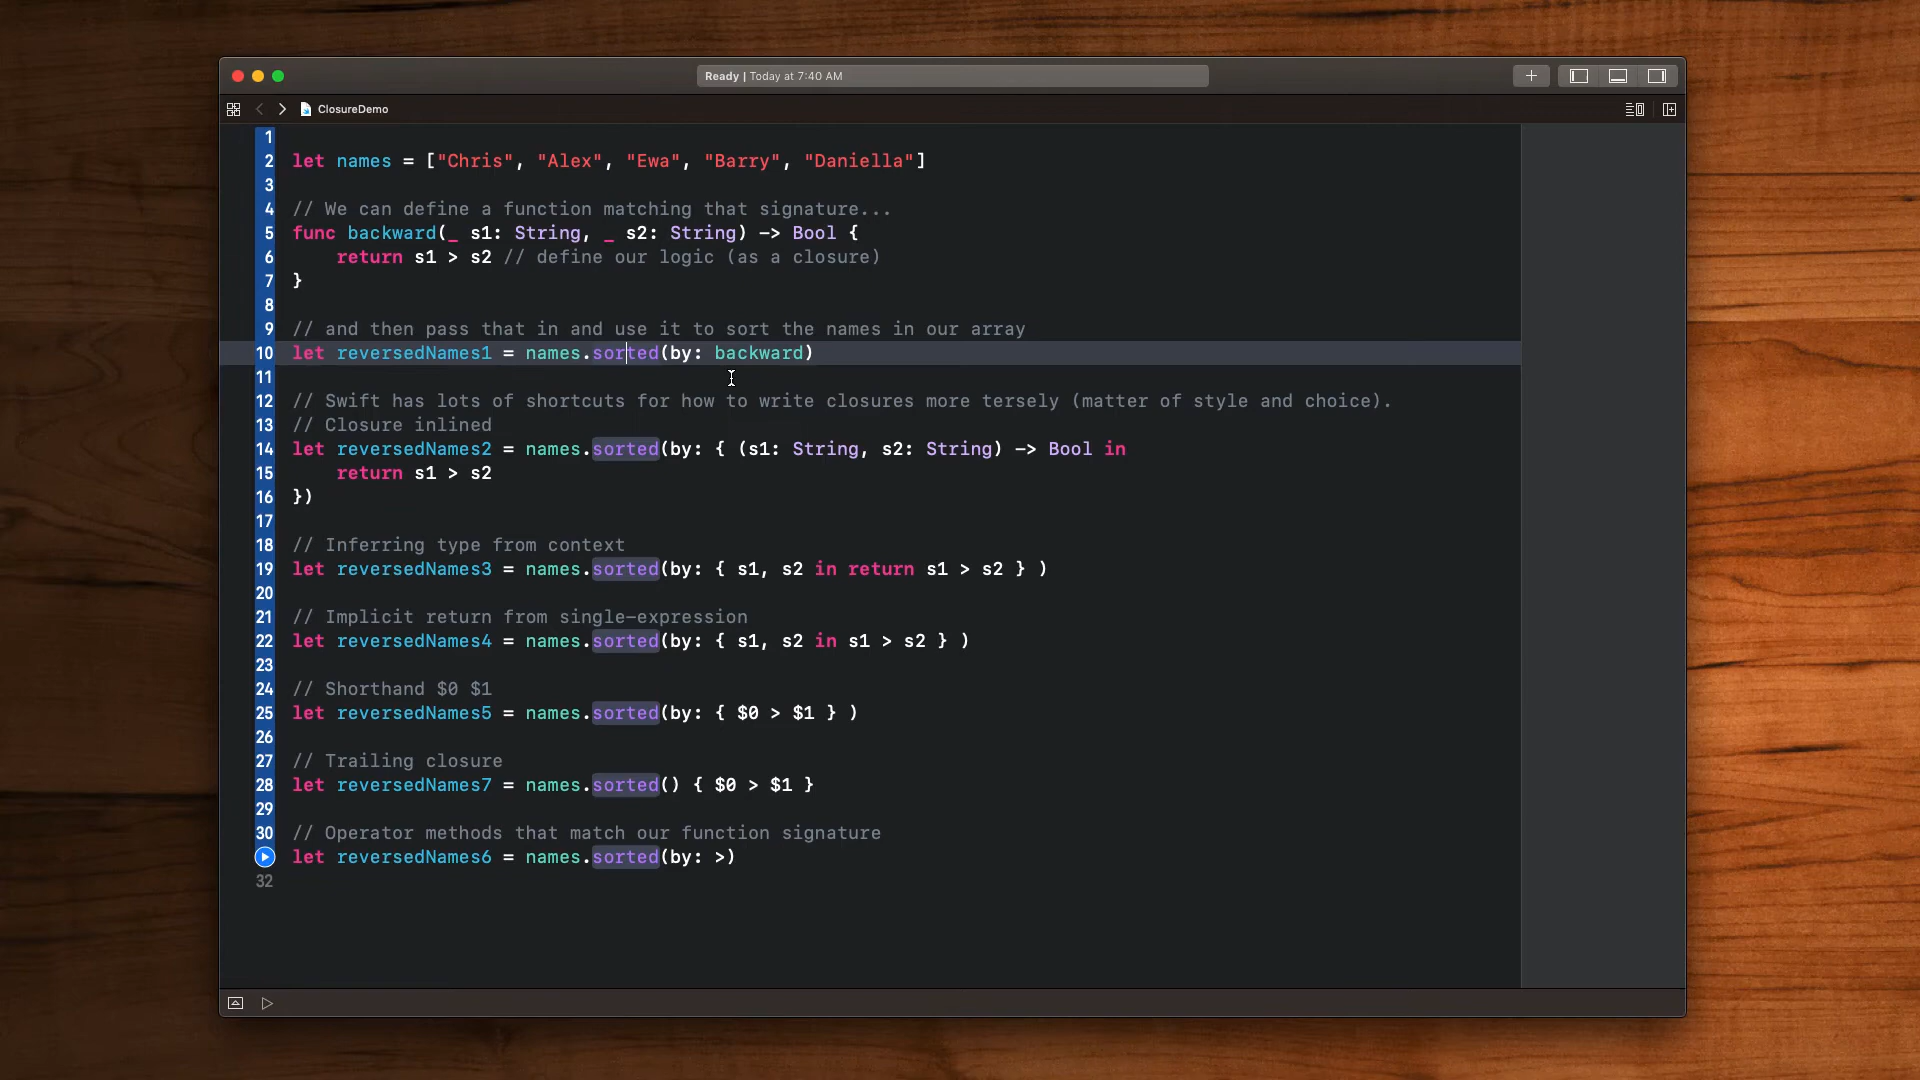 Ready | Today at 7:40 AM
ClosureDemo
1
2 let names = ["Chris", "Alex", "Ewa", "Barry", "Daniella"]
3
4 // We can define a function matching that signature...
5 func backward(_ s1: String, _ s2: String) -> Bool {
6     return s1 > s2 // define our logic (as a closure)
7 }
8
9 // and then pass that in and use it to sort the names in our array
10 let reversedNames1 = names.sorted(by: backward)
11
12 // Swift has lots of shortcuts for how to write closures more tersely (matter of style and choice).
13 // Closure inlined
14 let reversedNames2 = names.sorted(by: { (s1: String, s2: String) -> Bool in
15     return s1 > s2
16 })
17
18 // Inferring type from context
19 let reversedNames3 = names.sorted(by: { s1, s2 in return s1 > s2 } )
20
21 // Implicit return from single-expression
22 let reversedNames4 = names.sorted(by: { s1, s2 in s1 > s2 } )
23
24 // Shorthand $0 $1
25 let reversedNames5 = names.sorted(by: { $0 > $1 } )
26
27 // Trailing closure
28 let reversedNames7 = names.sorted() { $0 > $1 }
29
30 // Operator methods that match our function signature
let reversedNames6 = names.sorted(by: >)
32